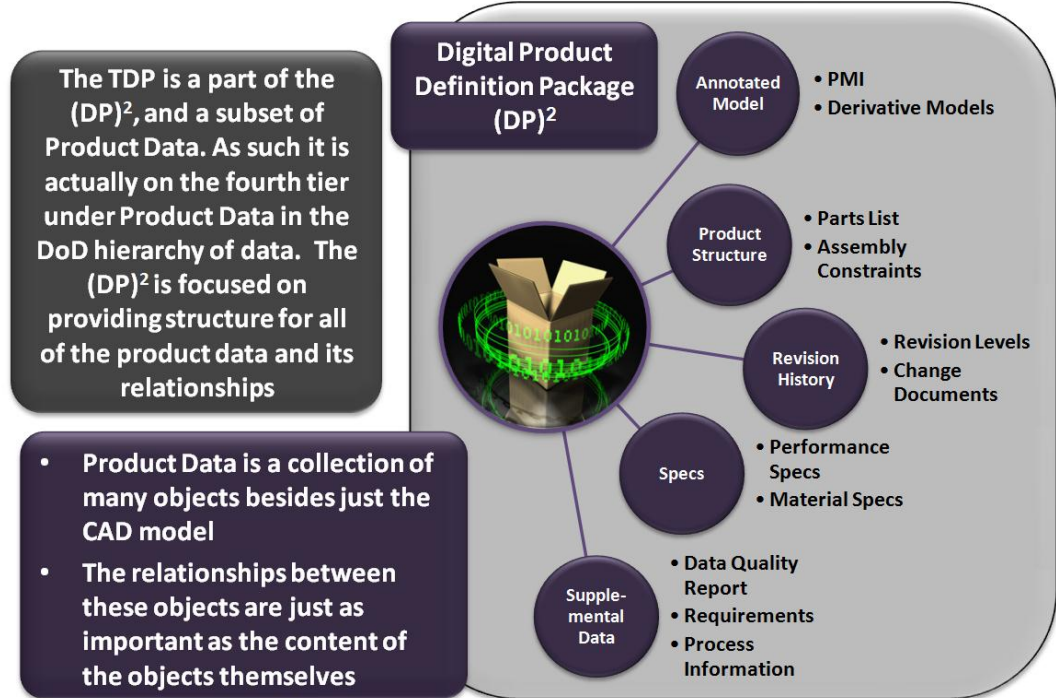 The TDP is a part of the
(DP)², and a subset of
Product Data. As such it is
actually on the fourth tier
under Product Data in the
DoD hierarchy of data. The
(DP)² is focused on
providing structure for all
of the product data and its
relationships
• Product Data is a collection of
many objects besides just the
CAD model
• The relationships between
these objects are just as
important as the content of
the objects themselves
Digital Product
Definition Package
(DP)²
Annotated
Model
• PMI
• Derivative Models
Product
Structure
• Parts List
• Assembly
Constraints
Revision
History
• Revision Levels
• Change
Documents
Specs
• Performance
Specs
• Material Specs
Supple-
mental
Data
• Data Quality
Report
• Requirements
• Process
Information